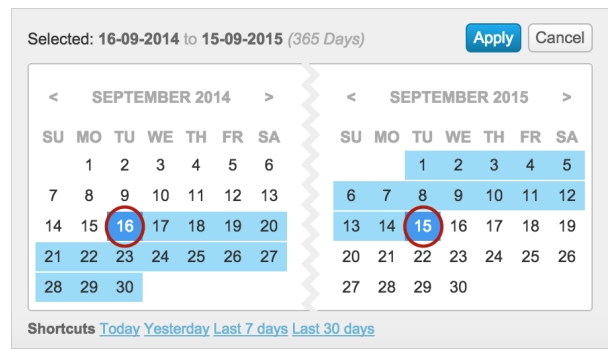 Selected: 16-09-2014 to 15-09-2015 (365 Days) Apply Cancel
< SEPTEMBER 2014 >
SU MO TU WE TH FR SA
1 2 3 4 5 6
7 8 9 10 11 12 13
14 15 16 17 18 19 20
21 22 23 24 25 26 27
28 29 30
< SEPTEMBER 2015 >
SU MO TU WE TH FR SA
1 2 3 4 5
6 7 8 9 10 11 12
13 14 15 16 17 18 19
20 21 22 23 24 25 26
27 28 29 30
Shortcuts Today Yesterday Last 7 days Last 30 days